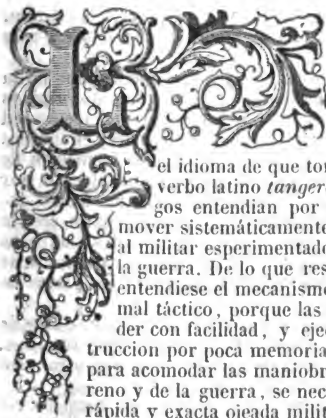 L
el idioma de que tor
verbo latino tanger
gos entendian por
mover sistemáticamente
al militar esperimentado
la guerra. De lo que res
entendiese el mecanismo
mal táctico, porque las
der con facilidad, y ejec
truccion por poca memoria
para acomodar las maniobr
reno y de la guerra, se nec
rápida y exacta ojeada milit